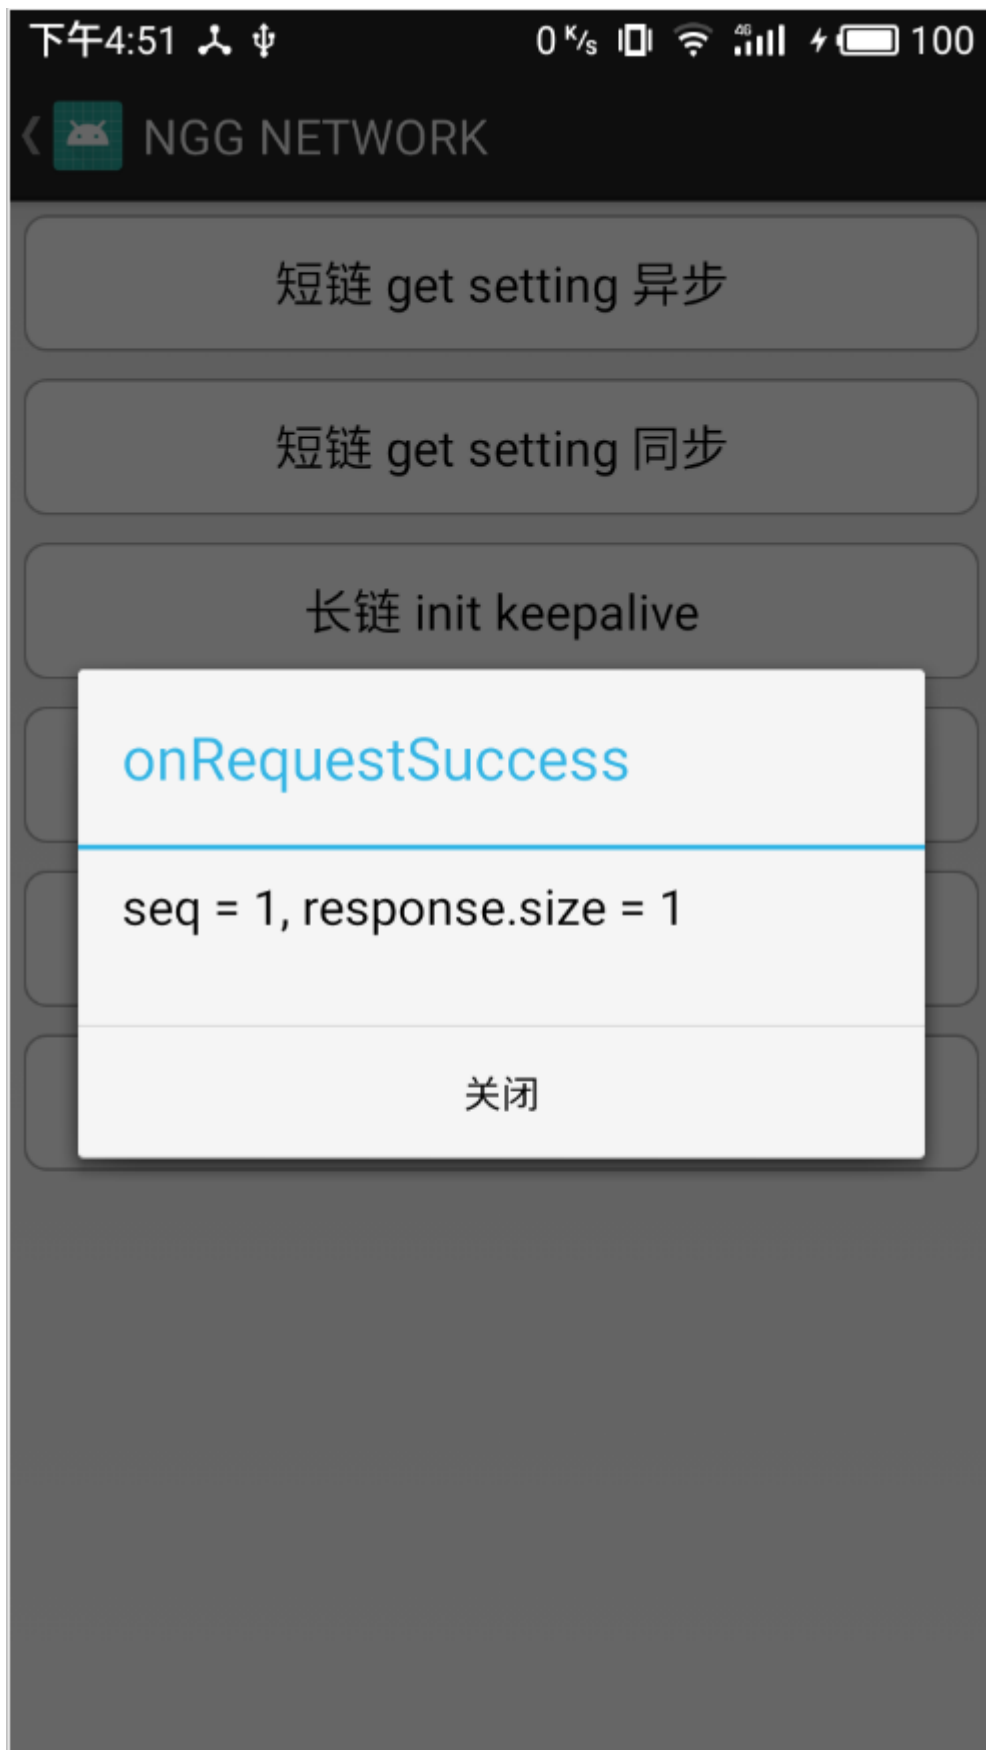 下午4:51 0 K/s 4G 100
NGG NETWORK
短链 get setting 异步
短链 get setting 同步
长链 init keepalive
onRequestSuccess
seq = 1, response.size = 1
关闭